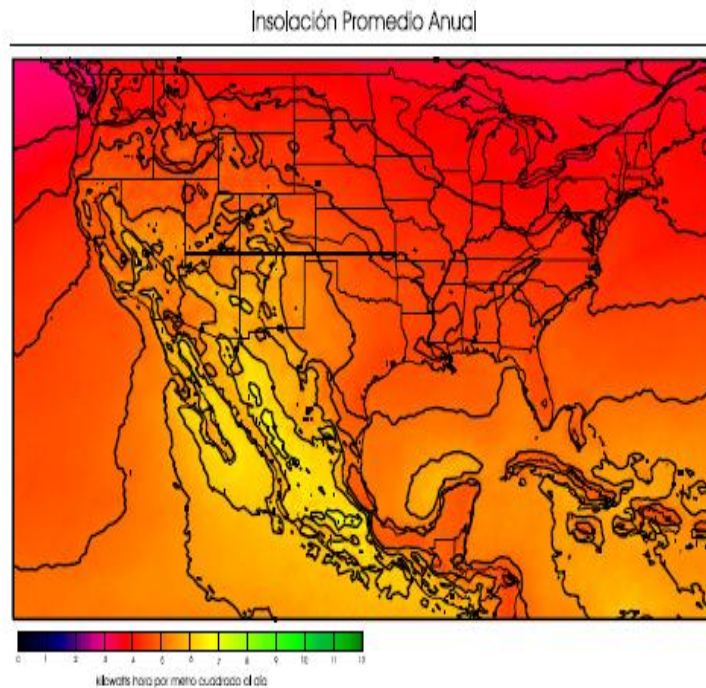 Insolación Promedio Anual
0 1 2 3 4 5 6 7 8 9 10 11 12
kilowatts hora por metro cuadrado al día